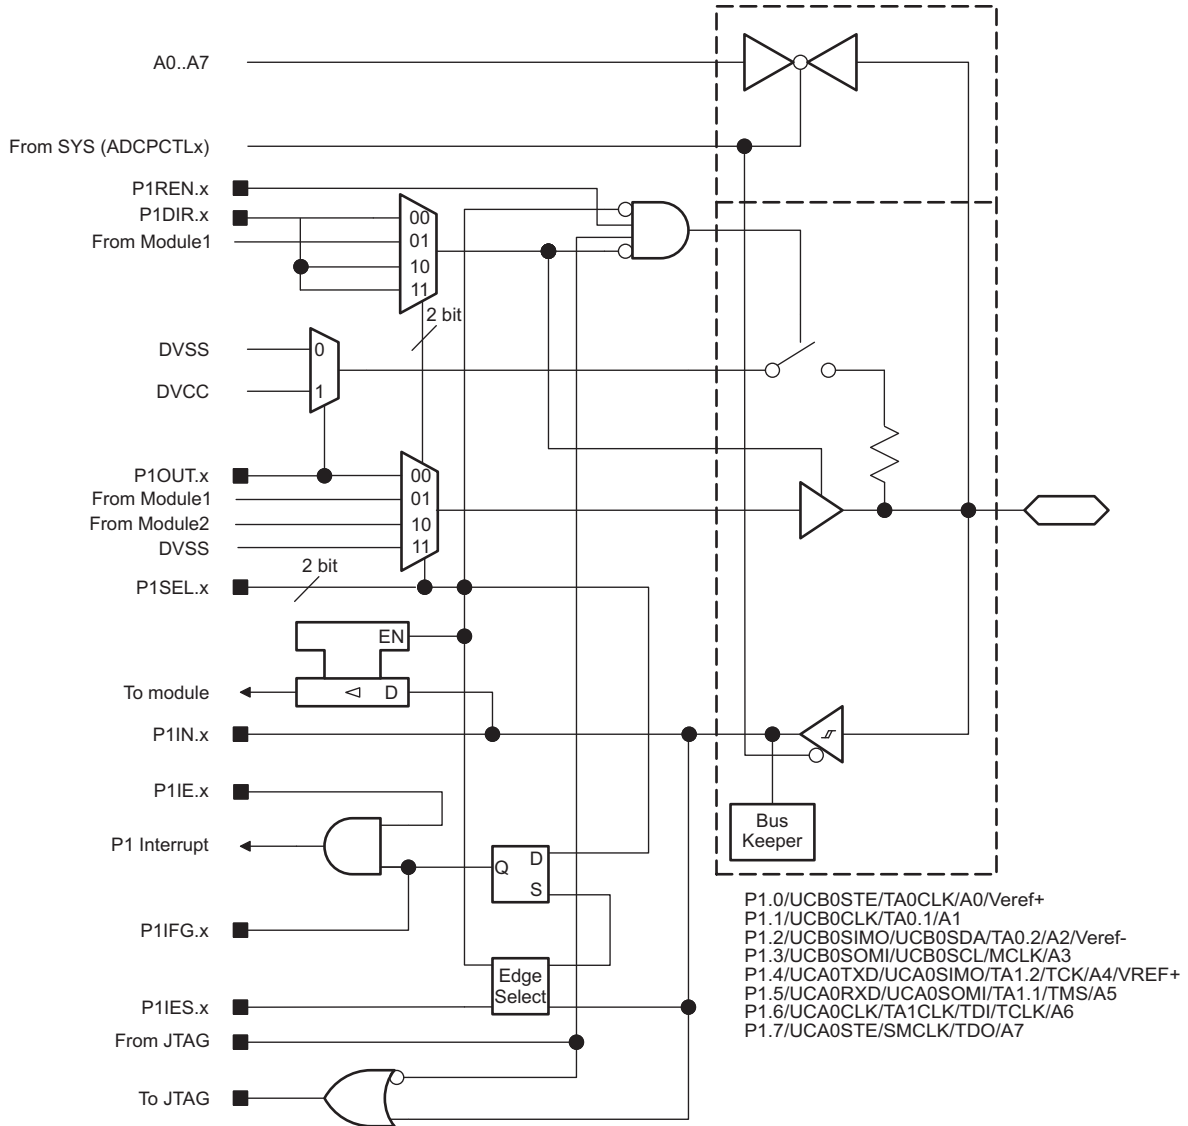 A0..A7
From SYS (ADCPCTLx)
P1REN.x
P1DIR.x
From Module1
00
01
10
11
2 bit
DVSS
DVCC
0
1
P1OUT.x
From Module1
From Module2
DVSS
00
01
10
11
P1SEL.x
2 bit
EN
D
To module
P1IN.x
P1IE.x
P1 Interrupt
Q
D
S
Bus
Keeper
P1IFG.x
Edge
Select
P1IES.x
From JTAG
To JTAG
P1.0/UCB0STE/TA0CLK/A0/Veref+
P1.1/UCB0CLK/TA0.1/A1
P1.2/UCB0SIMO/UCB0SDA/TA0.2/A2/Veref-
P1.3/UCB0SOMI/UCB0SCL/MCLK/A3
P1.4/UCA0TXD/UCA0SIMO/TA1.2/TCK/A4/VREF+
P1.5/UCA0RXD/UCA0SOMI/TA1.1/TMS/A5
P1.6/UCA0CLK/TA1CLK/TDI/TCLK/A6
P1.7/UCA0STE/SMCLK/TDO/A7